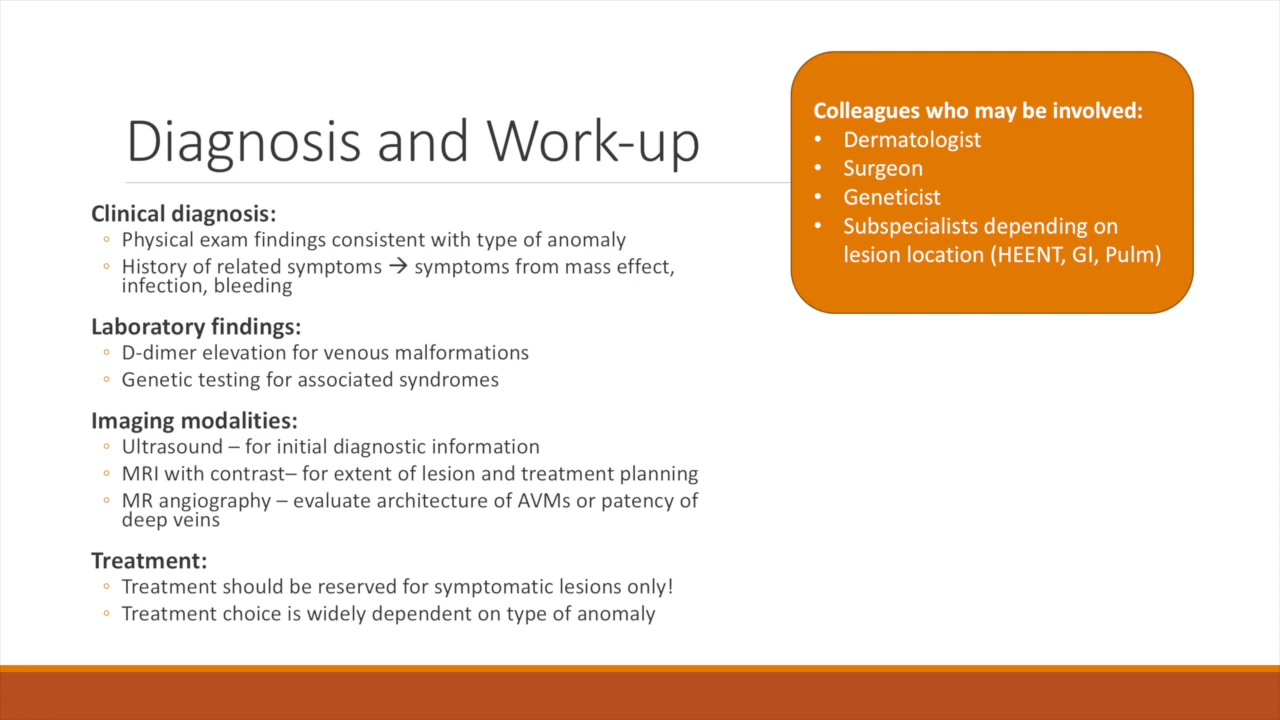 Diagnosis and Work-up
Clinical diagnosis:
◦ Physical exam findings consistent with type of anomaly
◦ History of related symptoms → symptoms from mass effect,
infection, bleeding
Laboratory findings:
◦ D-dimer elevation for venous malformations
◦ Genetic testing for associated syndromes
Imaging modalities:
◦ Ultrasound – for initial diagnostic information
◦ MRI with contrast– for extent of lesion and treatment planning
◦ MR angiography – evaluate architecture of AVMs or patency of
deep veins
Treatment:
◦ Treatment should be reserved for symptomatic lesions only!
◦ Treatment choice is widely dependent on type of anomaly
Colleagues who may be involved:
• Dermatologist
• Surgeon
• Geneticist
• Subspecialists depending on
lesion location (HEENT, GI, Pulm)